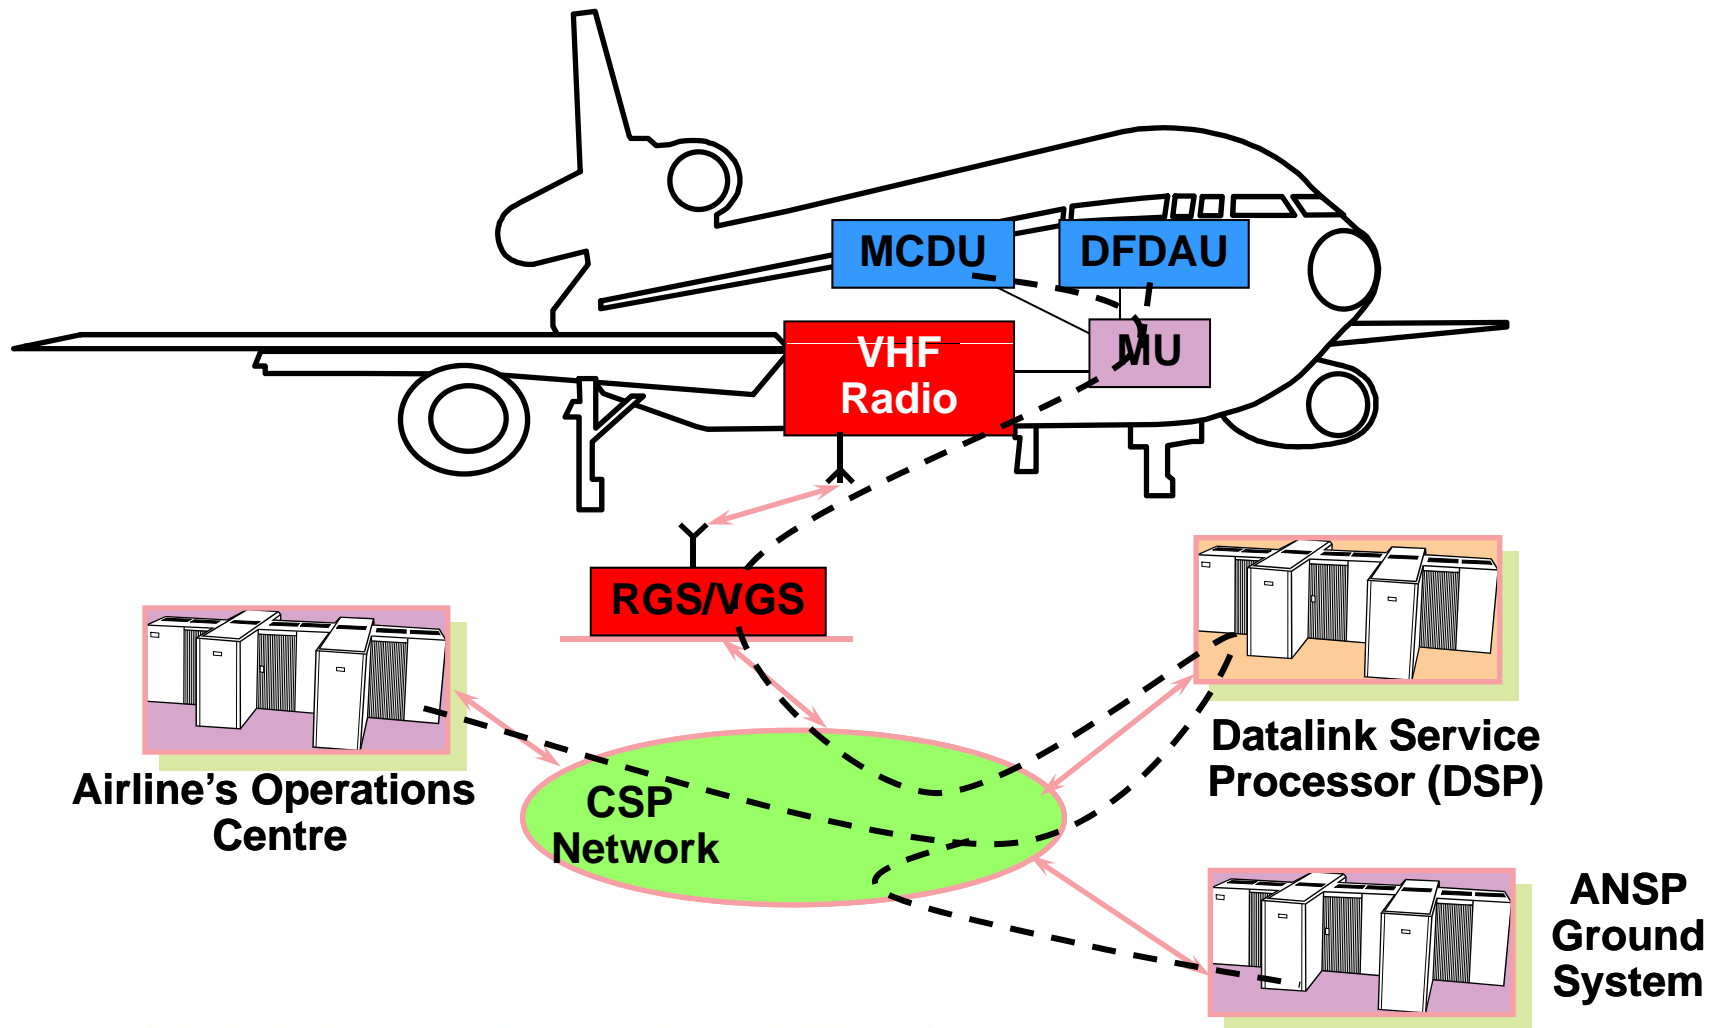 MCDU
DFDAU
VHF
Radio
MU
RGS/VGS
Airline’s Operations
Centre
CSP
Network
Datalink Service
Processor (DSP)
ANSP
Ground
System